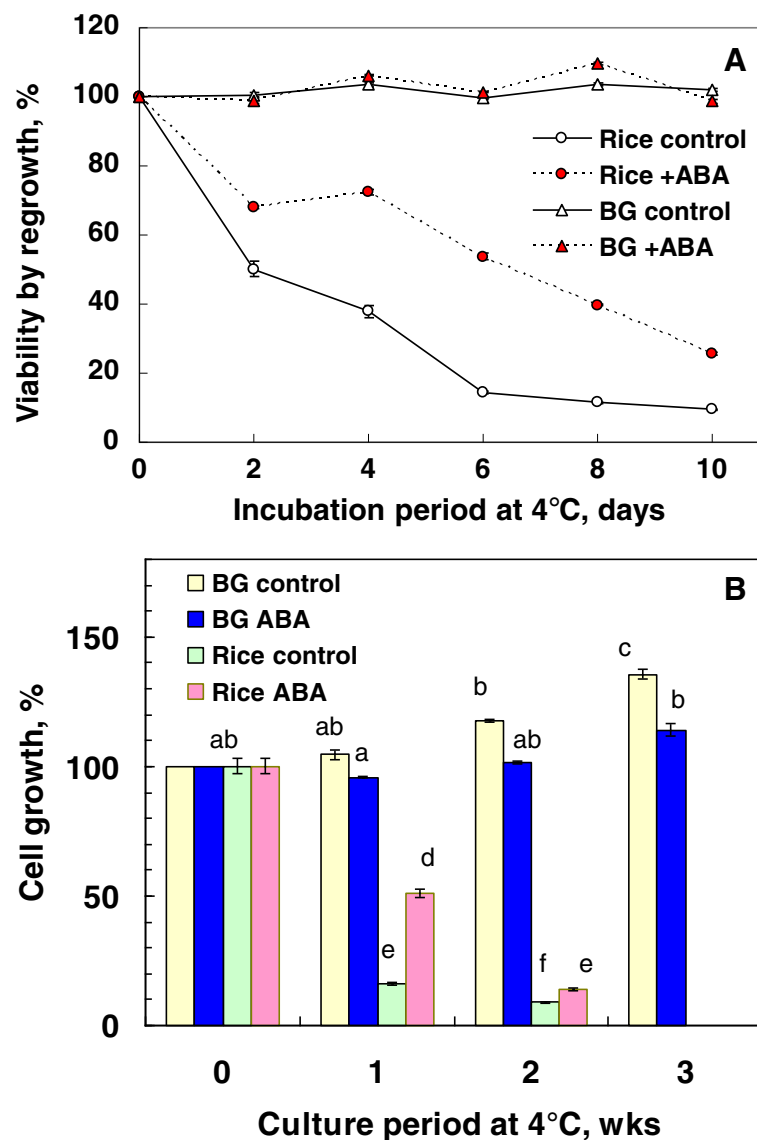 A
120
100
80
60
40
20
0
Viability by regrowth, %
Rice control
Rice +ABA
BG control
BG +ABA
0 2 4 6 8 10
Incubation period at 4°C, days
B
BG control
BG ABA
Rice control
Rice ABA
150
100
50
0
Cell growth, %
ab
ab
a
e
d
b
ab
f
e
c
b
0 1 2 3
Culture period at 4°C, wks